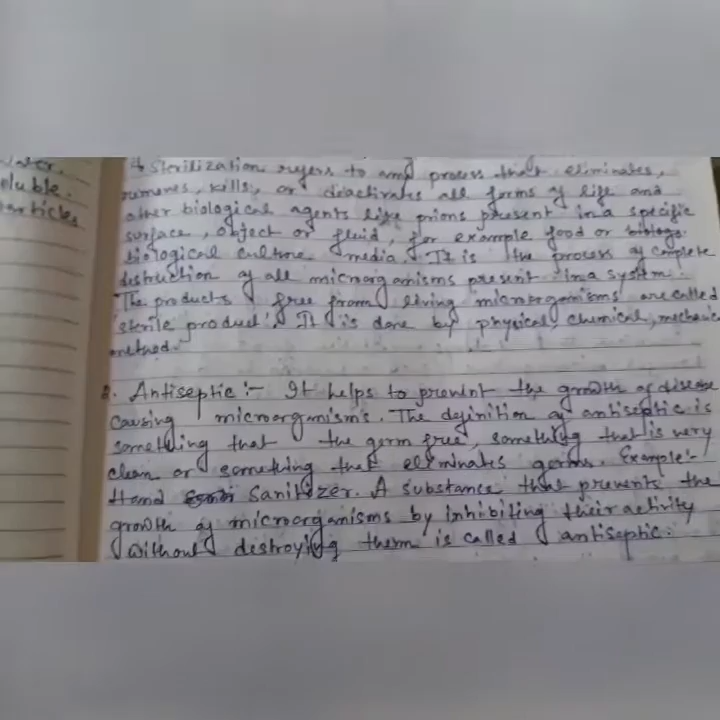 later.
oluble.
particles
↳ Sterilization refers to any process that eliminates,
rumoves, kills, or deactivates all forms of life and
other biological agents like prions present in a specific
surface, object or fluid, for example food or
biological culture media. It is the process of complete
destruction of all microorganisms present in a system.
The products free from living microorganisms are called
'sterile product'. It is done by physical, chemical, mechanic
method.
2. Antiseptic :- It helps to prevent the growth of disease
causing microorganisms. The definition of antiseptic is
something that the germ free, something that is very
clean or something that eliminates germs. Example:-
Hand sanitizer. A substance that prevents the
growth of microorganisms by inhibiting their activity
without destroying them is called antiseptic.